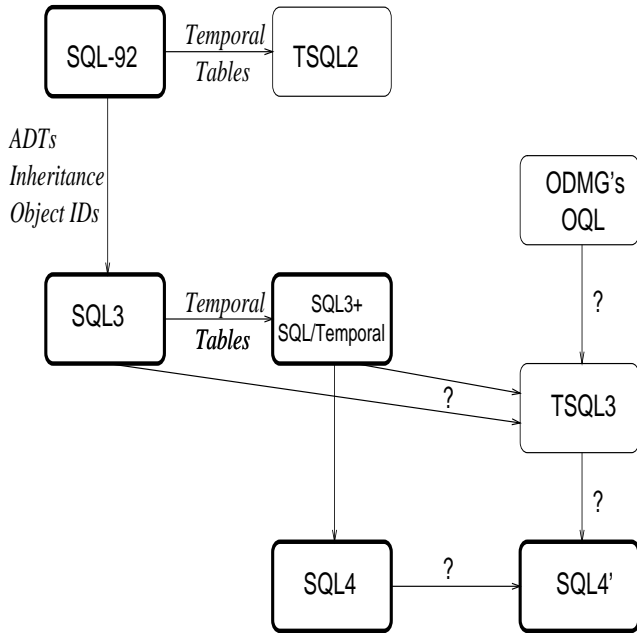 SQL-92
Temporal
Tables
TSQL2
ADTs
Inheritance
Object IDs
ODMG's
OQL
SQL3
Temporal
Tables
SQL3+
SQL/Temporal
?
?
TSQL3
?
SQL4
?
SQL4'